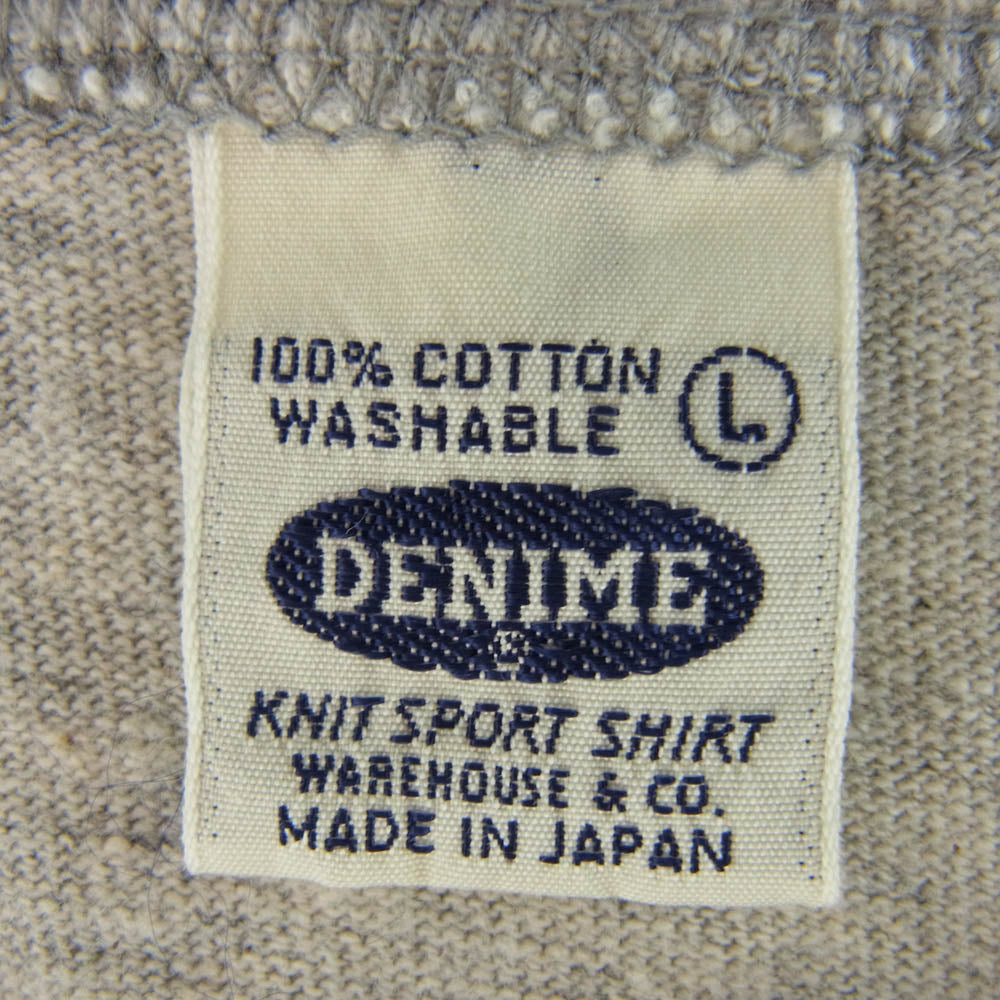 100% COTTON
WASHABLE
L
DENIME
KNIT SPORT SHIRT
WAREHOUSE & CO.
MADE IN JAPAN